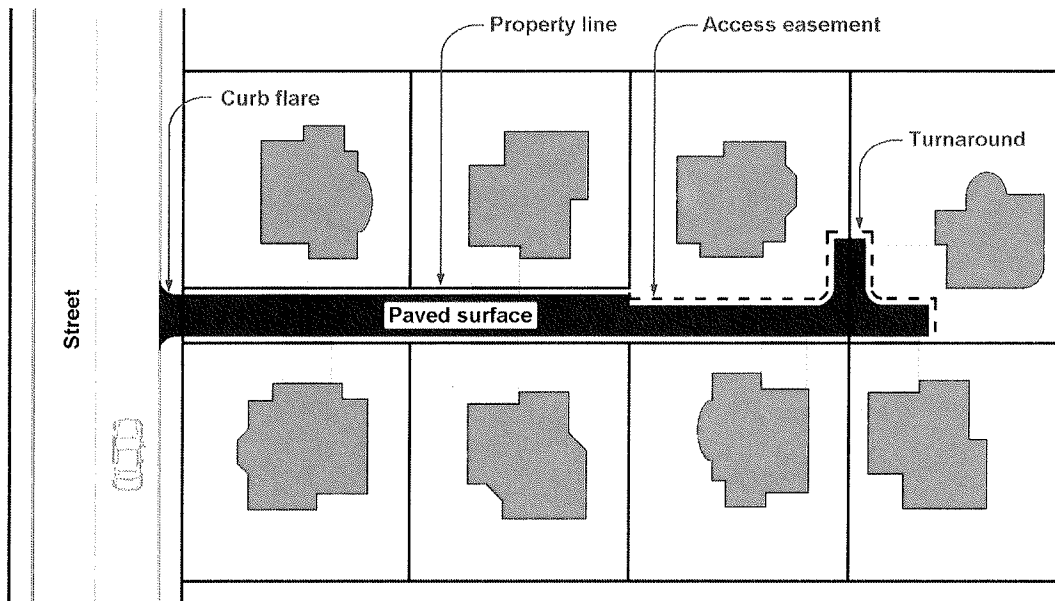 Property line
Access easement
Curb flare
Turnaround
Paved surface
Street